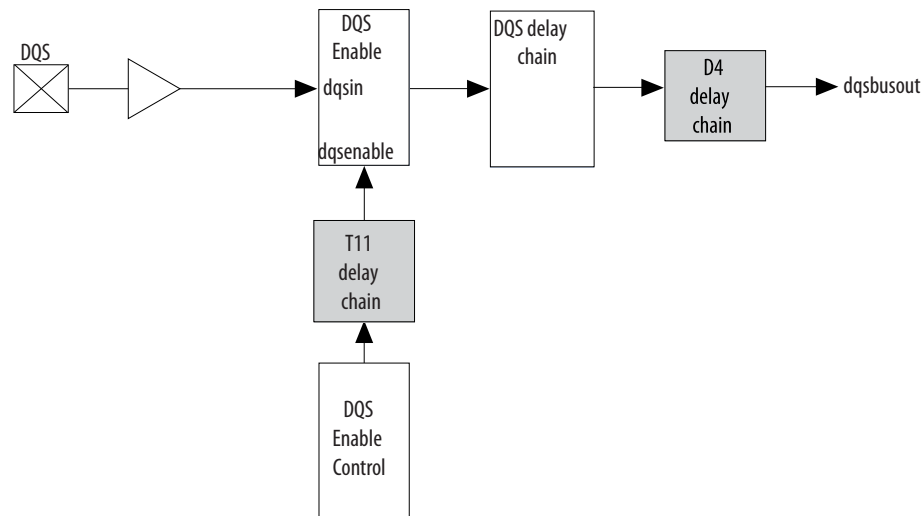 DQS
DQS
Enable
dqsin
dqsenable
DQS delay
chain
D4
delay
chain
dqsbusout
T11
delay
chain
DQS
Enable
Control